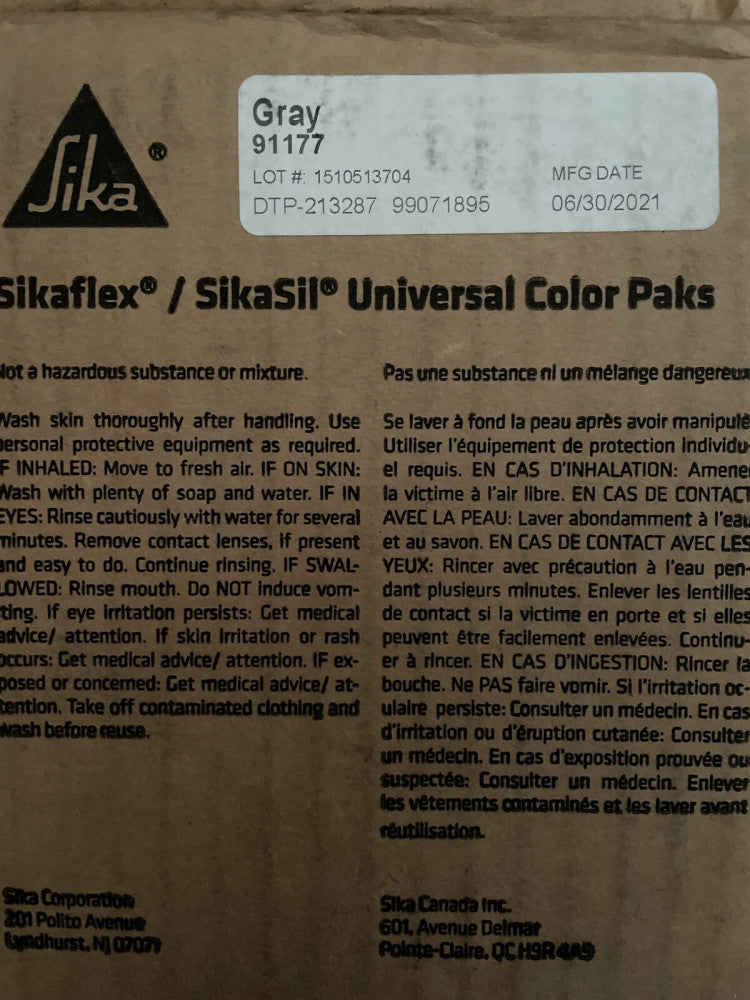 Sika®
Gray
91177
LOT #: 1510513704 MFG DATE
DTP-213287 99071895 06/30/2021
Sikaflex® / SikaSil® Universal Color Paks
Not a hazardous substance or mixture.
Wash skin thoroughly after handling. Use
personal protective equipment as required.
IF INHALED: Move to fresh air. IF ON SKIN:
Wash with plenty of soap and water. IF IN
EYES: Rinse cautiously with water for several
minutes. Remove contact lenses, if present
and easy to do. Continue rinsing. IF SWAL-
LOWED: Rinse mouth. Do NOT induce vom-
iting. If eye irritation persists: Get medical
advice/ attention. If skin irritation or rash
occurs: Get medical advice/ attention. IF ex-
posed or concerned: Get medical advice/ at-
tention. Take off contaminated clothing and
wash before reuse.
Pas une substance ni un mélange dangereux
Se laver à fond la peau après avoir manipulé
Utiliser l'équipement de protection individu-
el requis. EN CAS D'INHALATION: Amener
la victime à l'air libre. EN CAS DE CONTACT
AVEC LA PEAU: Laver abondamment à l'eau
et au savon. EN CAS DE CONTACT AVEC LES
YEUX: Rincer avec précaution à l'eau pen-
dant plusieurs minutes. Enlever les lentilles
de contact si la victime en porte et si elles
peuvent être facilement enlevées. Continu-
er à rincer. EN CAS D'INGESTION: Rincer la
bouche. Ne PAS faire vomir. Si l'irritation oc-
ulaire persiste: Consulter un médecin. En cas
d'irritation ou d'éruption cutanée: Consulter
un médecin. En cas d'exposition prouvée ou
suspectée: Consulter un médecin. Enlever
les vêtements contaminés et les laver avant
réutilisation.
Sika Corporation
201 Polito Avenue
Lyndhurst, NJ 07071
Sika Canada Inc.
601, Avenue Delmar
Pointe-Claire, QC H9R 4A9